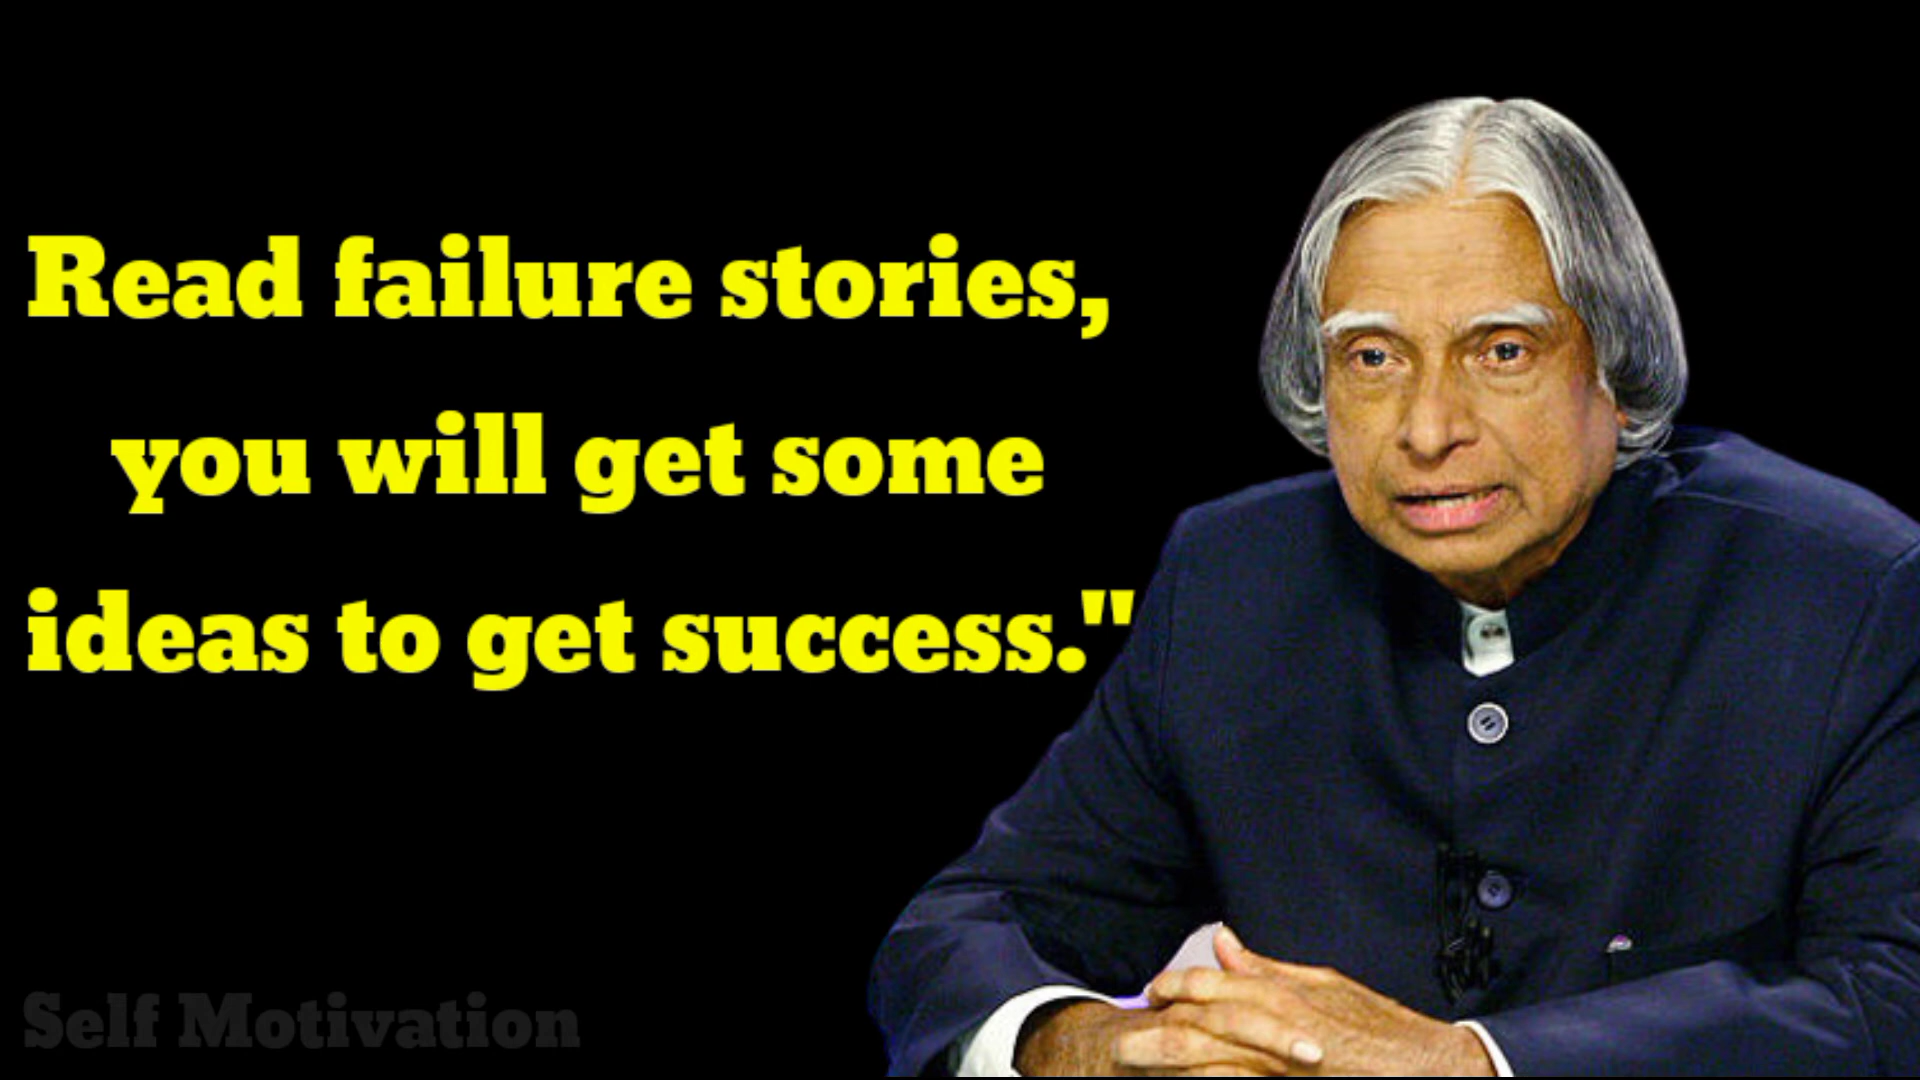 Read failure stories,
you will get some
ideas to get success."
Self Motivation